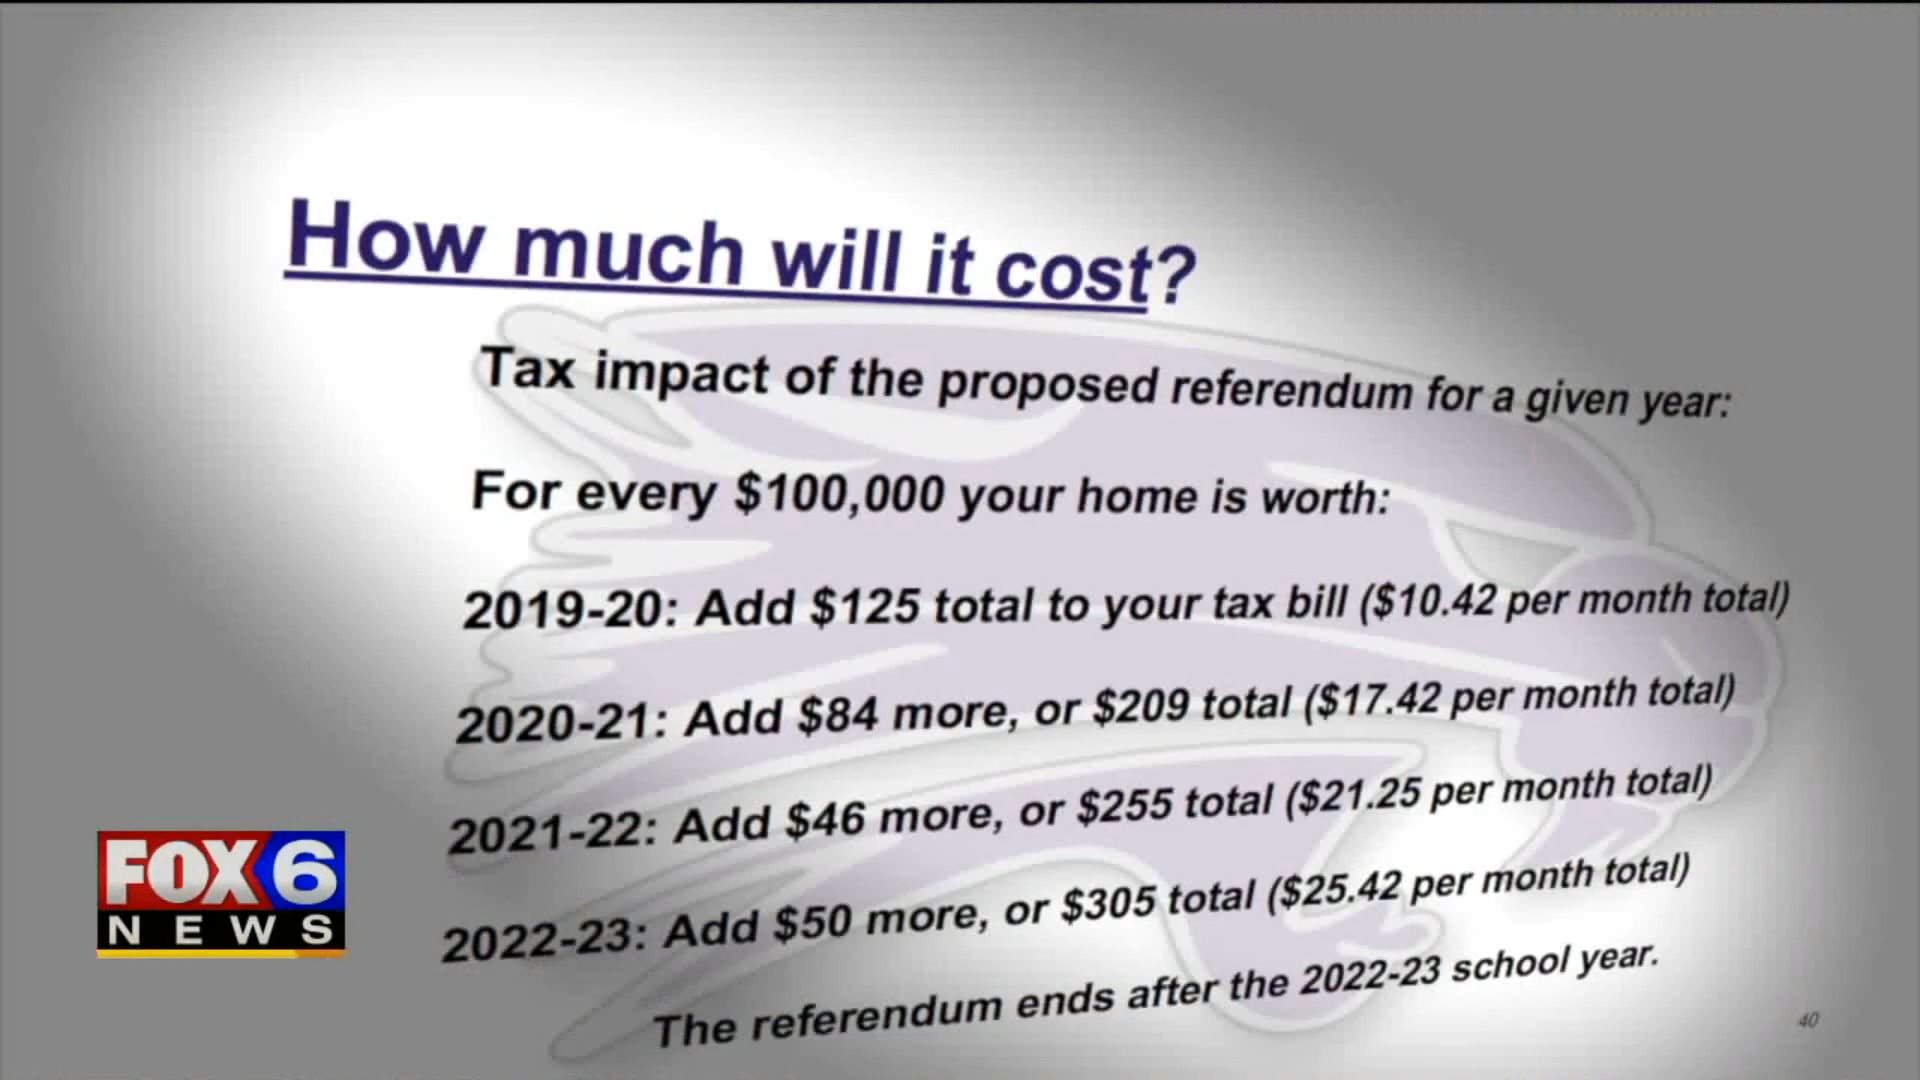 How much will it cost?
Tax impact of the proposed referendum for a given year:
For every $100,000 your home is worth:
2019-20: Add $125 total to your tax bill ($10.42 per month total)
2020-21: Add $84 more, or $209 total ($17.42 per month total)
2021-22: Add $46 more, or $255 total ($21.25 per month total)
2022-23: Add $50 more, or $305 total ($25.42 per month total)
The referendum ends after the 2022-23 school year.
40
FOX 6
NEWS